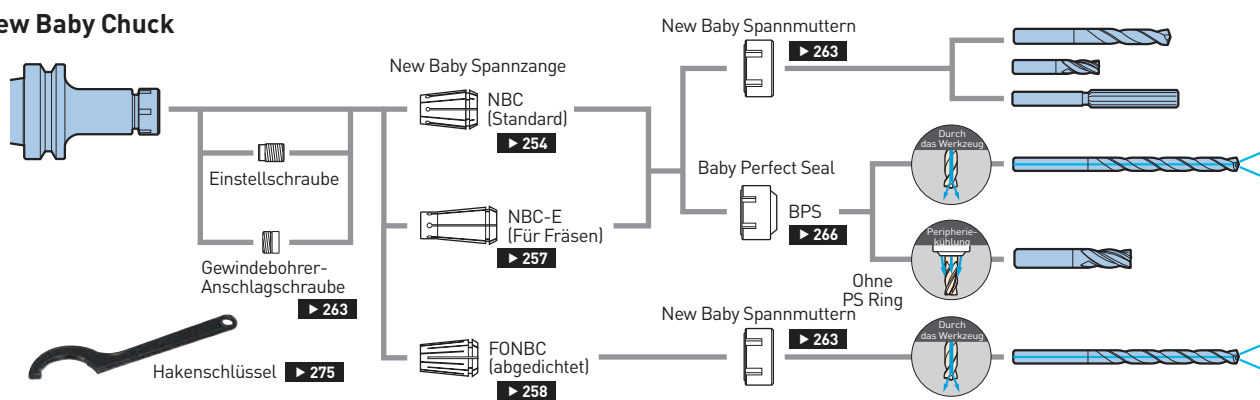 ew Baby Chuck
New Baby Spannzange
NBC
(Standard)
▶ 254
Einstellschraube
NBC-E
(Für Fräsen)
▶ 257
Gewindebohrer-
Anschlagschraube
▶ 263
Hakenschlüssel ▶ 275
FONBC
(abgedichtet)
▶ 258
New Baby Spannmuttern
▶ 263
Baby Perfect Seal
BPS
▶ 266
Durch
das Werkzeug
Peripherie-
kühlung
Ohne
PS Ring
New Baby Spannmuttern
▶ 263
Durch
das Werkzeug